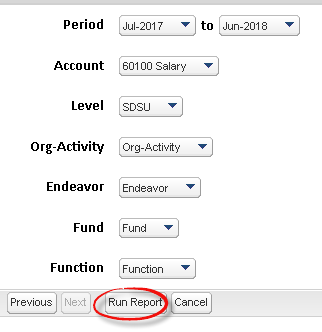 Period Jul-2017 to Jun-2018
Account 60100 Salary
Level SDSU
Org-Activity Org-Activity
Endeavor Endeavor
Fund Fund
Function Function
Previous Next Run Report Cancel